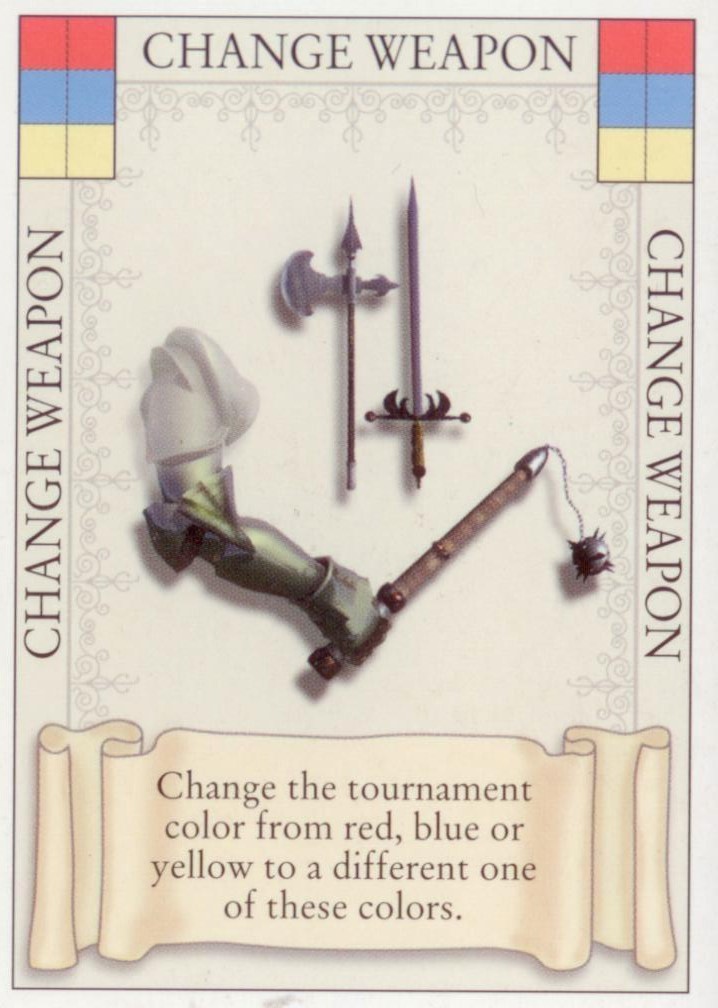 CHANGE WEAPON
CHANGE WEAPON
CHANGE WEAPON
Change the tournament
color from red, blue or
yellow to a different one
of these colors.